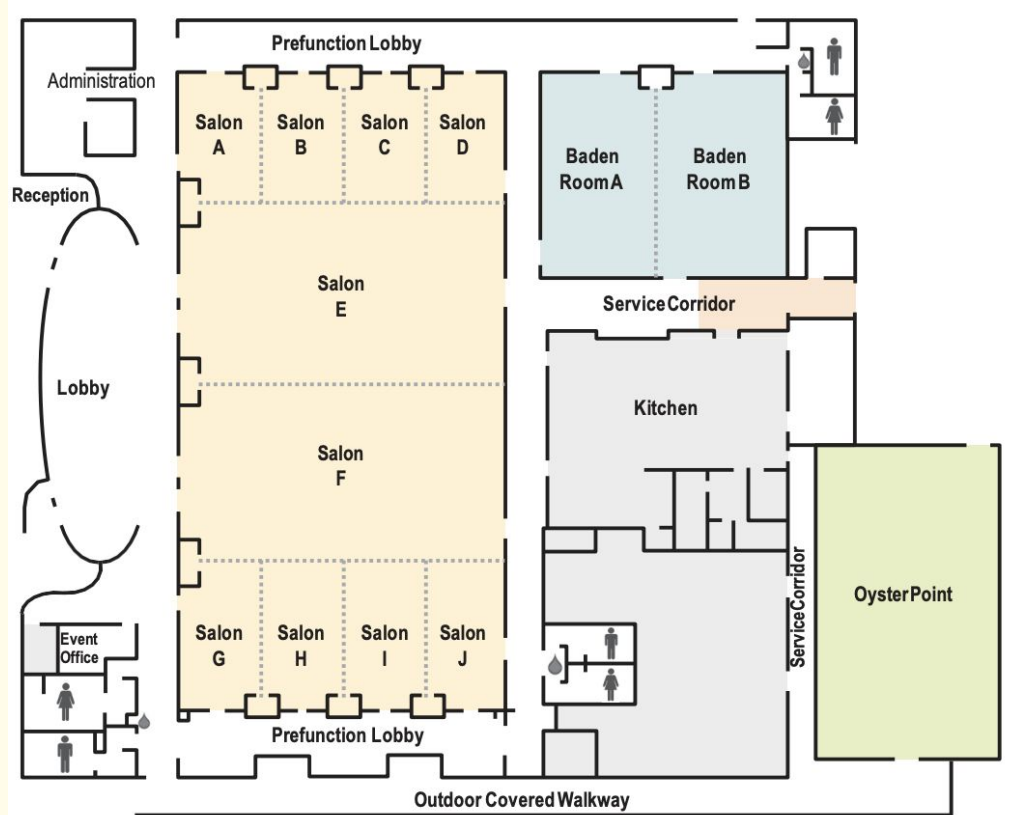 Prefunction Lobby
Administration
Salon
A
Salon
B
Salon
C
Salon
D
Baden
Room A
Baden
Room B
Reception
Salon
E
Service Corridor
Lobby
Kitchen
Salon
F
Oyster Point
Service Corridor
Event
Office
Salon
G
Salon
H
Salon
I
Salon
J
Prefunction Lobby
Outdoor Covered Walkway